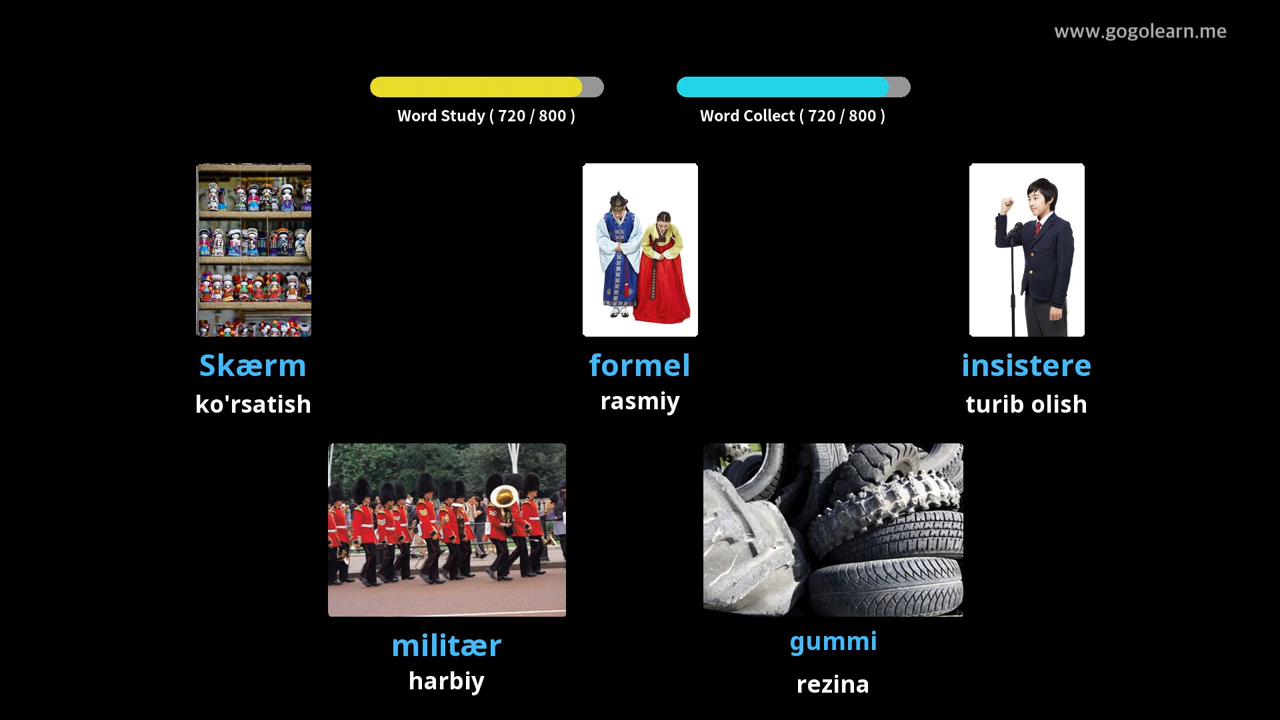 www.gogolearn.me
Word Study ( 720 / 800 )
Word Collect ( 720 / 800 )
Skærm
ko'rsatish
formel
rasmiy
insistere
turib olish
militær
harbiy
gummi
rezina